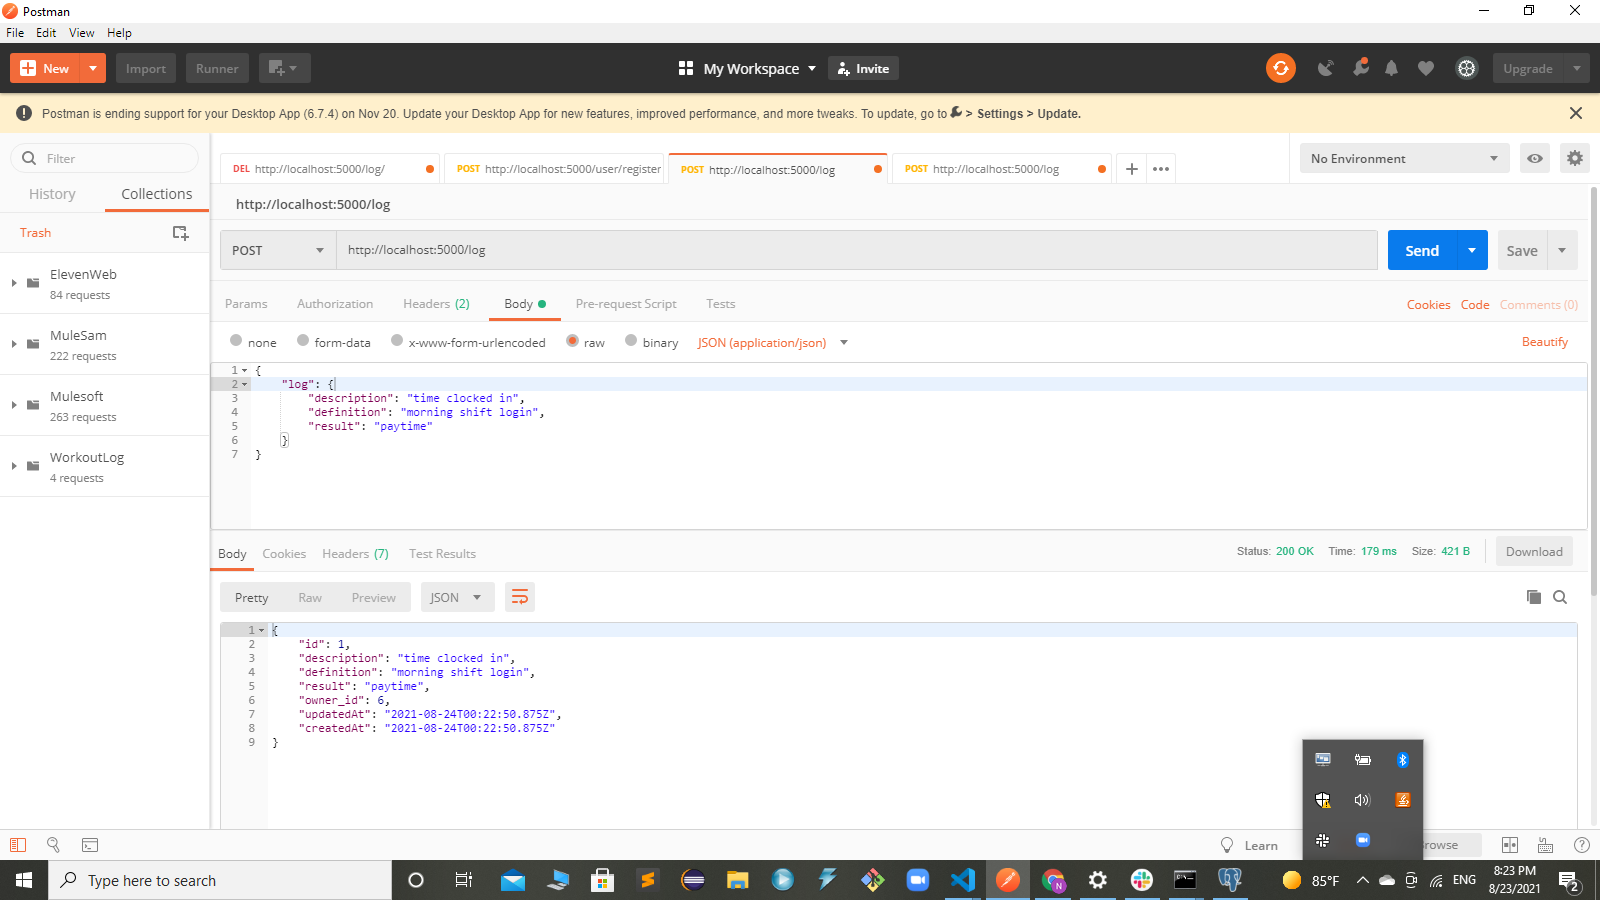 Postman
File Edit View Help
New Import Runner My Workspace Invite Upgrade
Postman is ending support for your Desktop App (6.7.4) on Nov 20. Update your Desktop App for new features, improved performance, and more tweaks. To update, go to > Settings > Update.
Filter
History Collections
Trash
ElevenWeb
84 requests
MuleSam
222 requests
Mulesoft
263 requests
WorkoutLog
4 requests
DEL http://localhost:5000/log/ POST http://localhost:5000/user/register POST http://localhost:5000/log POST http://localhost:5000/log + ••• No Environment
http://localhost:5000/log
POST http://localhost:5000/log Send Save
Params Authorization Headers (2) Body Pre-request Script Tests Cookies Code Comments (0)
none form-data x-www-form-urlencoded raw binary JSON (application/json) Beautify
1 {
2 "log": {
3 "description": "time clocked in",
4 "definition": "morning shift login",
5 "result": "paytime"
6 }
7 }
Body Cookies Headers (7) Test Results Status: 200 OK Time: 179 ms Size: 421 B Download
Pretty Raw Preview JSON
1 {
2 "id": 1,
3 "description": "time clocked in",
4 "definition": "morning shift login",
5 "result": "paytime",
6 "owner_id": 6,
7 "updatedAt": "2021-08-24T00:22:50.875Z",
8 "createdAt": "2021-08-24T00:22:50.875Z"
9 }
Learn rowse
Type here to search 85°F ENG 8:23 PM
8/23/2021 2